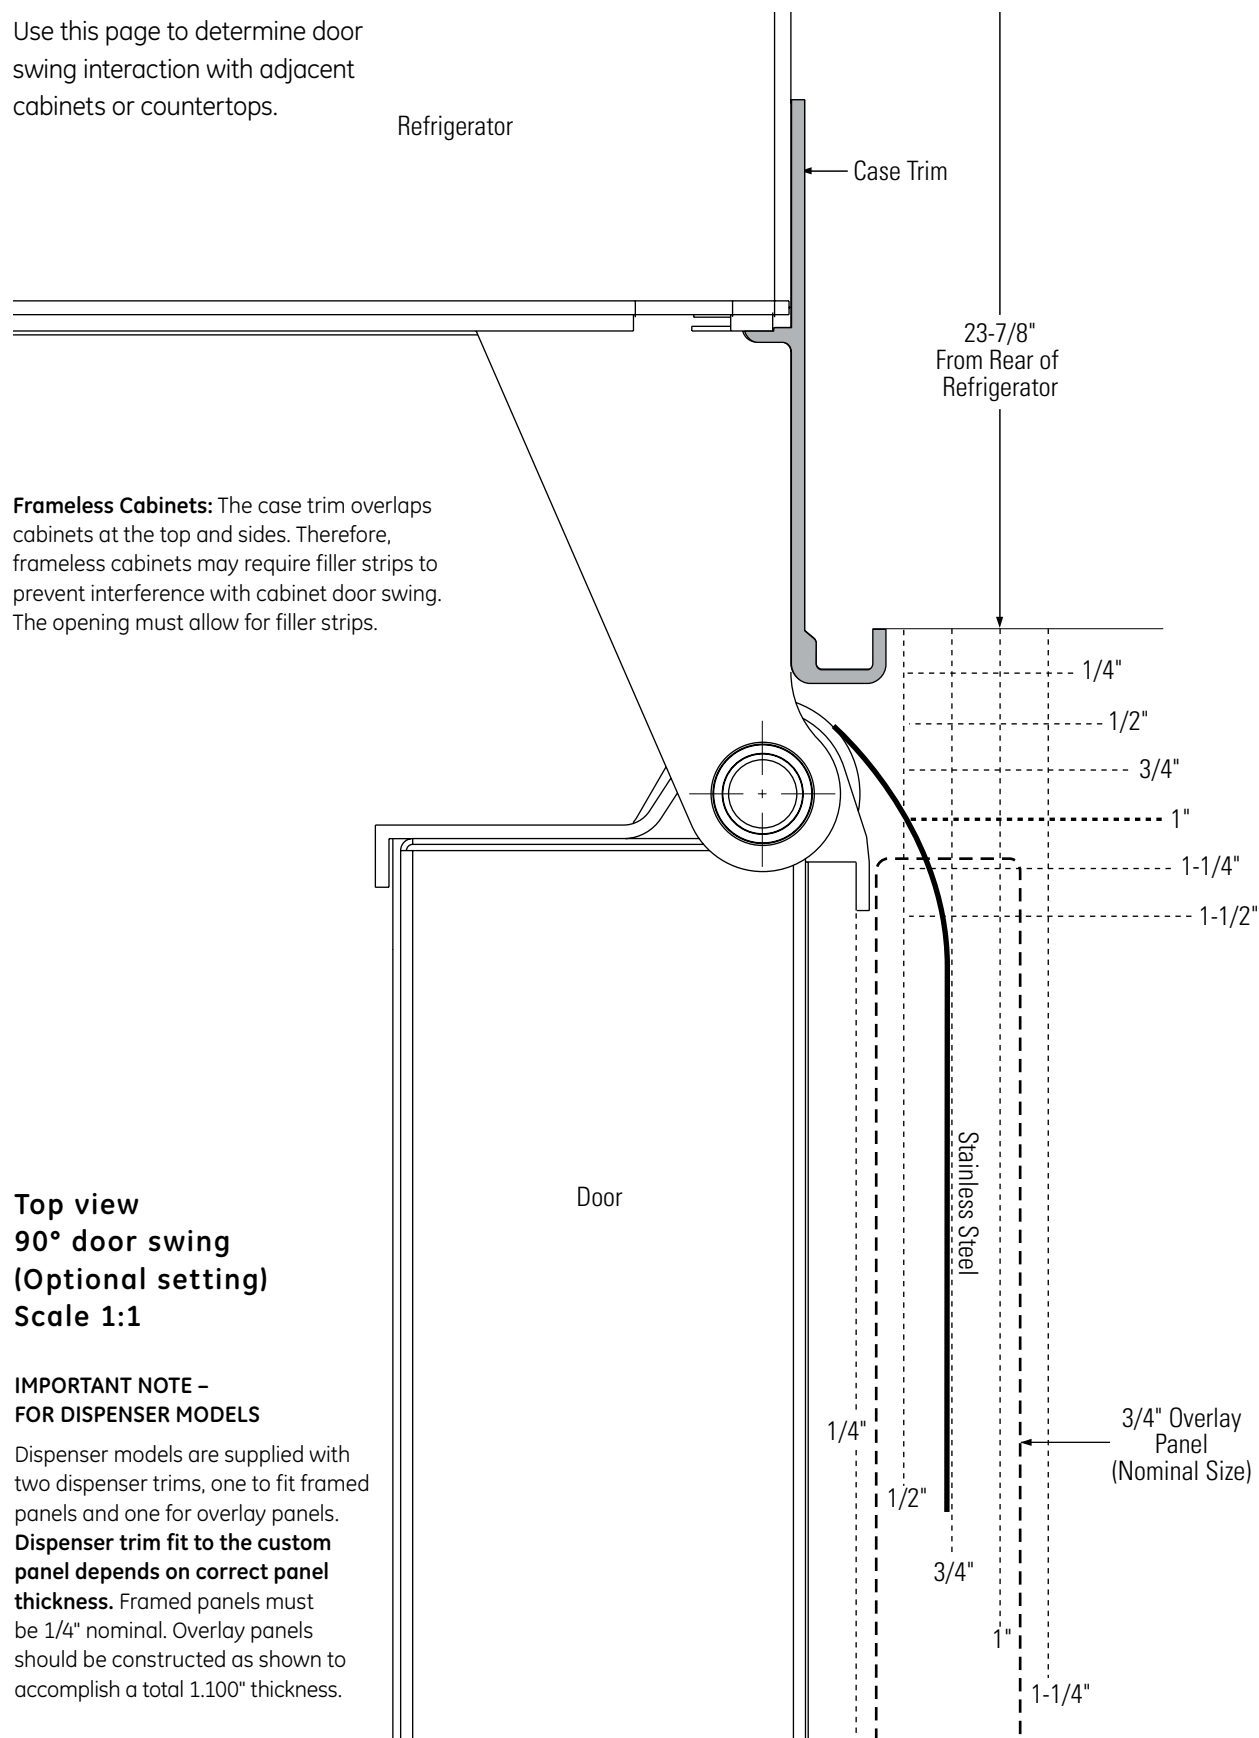 Use this page to determine door
swing interaction with adjacent
cabinets or countertops.
Refrigerator
Case Trim
23-7/8"
From Rear of
Refrigerator
Frameless Cabinets: The case trim overlaps
cabinets at the top and sides. Therefore,
frameless cabinets may require filler strips to
prevent interference with cabinet door swing.
The opening must allow for filler strips.
1/4"
1/2"
3/4"
1"
1-1/4"
1-1/2"
Stainless Steel
Door
Top view
90° door swing
(Optional setting)
Scale 1:1
IMPORTANT NOTE –
FOR DISPENSER MODELS
Dispenser models are supplied with
two dispenser trims, one to fit framed
panels and one for overlay panels.
Dispenser trim fit to the custom
panel depends on correct panel
thickness. Framed panels must
be 1/4" nominal. Overlay panels
should be constructed as shown to
accomplish a total 1.100" thickness.
3/4" Overlay
Panel
(Nominal Size)
1/4"
1/2"
3/4"
1"
1-1/4"